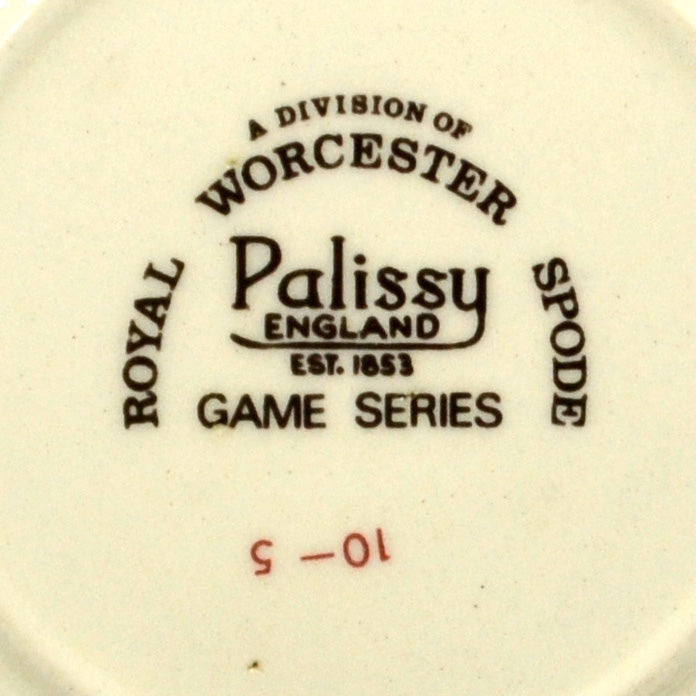 A DIVISION OF
ROYAL WORCESTER SPODE
Palissy
ENGLAND
EST. 1853
GAME SERIES
10-5